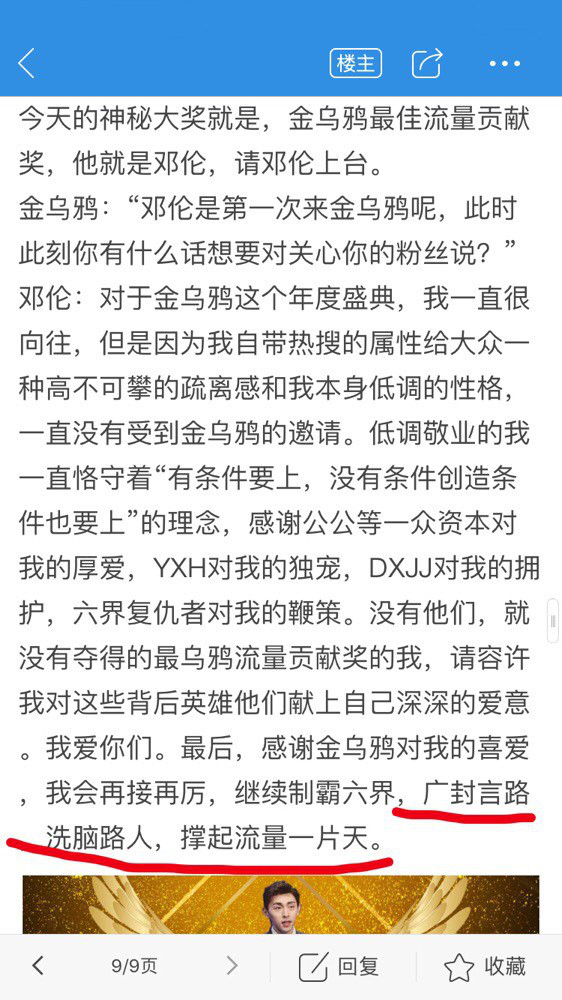 楼主
今天的神秘大奖就是，金乌鸦最佳流量贡献
奖，他就是邓伦，请邓伦上台。
金乌鸦：“邓伦是第一次来金乌鸦呢，此时
此刻你有什么话想要对关心你的粉丝说？”
邓伦：对于金乌鸦这个年度盛典，我一直很
向往，但是因为我自带热搜的属性给大众一
种高不可攀的疏离感和我本身低调的性格，
一直没有受到金乌鸦的邀请。低调敬业的我
一直恪守着“有条件要上，没有条件创造条
件也要上”的理念，感谢公公等一众资本对
我的厚爱，YXH对我的独宠，DXJJ对我的拥
护，六界复仇者对我的鞭策。没有他们，就
没有夺得的最乌鸦流量贡献奖的我，请容许
我对这些背后英雄他们献上自己深深的爱意
。我爱你们。最后，感谢金乌鸦对我的喜爱
，我会再接再厉，继续制霸六界，广封言路
洗脑路人，撑起流量一片天。
9/9页
回复
收藏